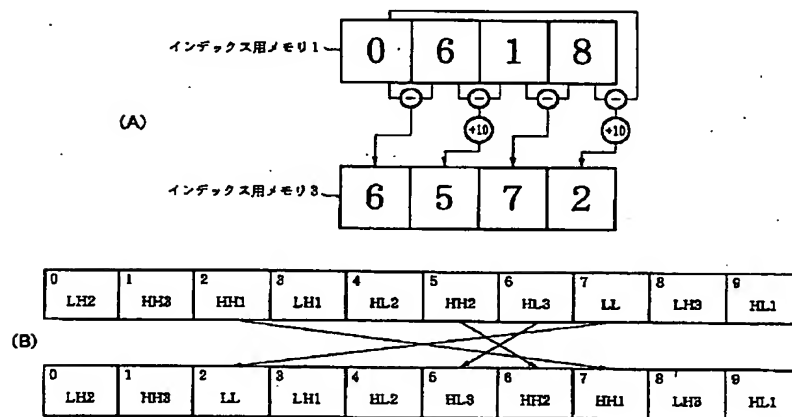 インデックス用メモリ1
0 6 1 8
- - - -
(A)
+10 +10
インデックス用メモリ3
6 5 7 2
0 1 2 3 4 5 6 7 8 9
LH2 HH3 HH1 LH1 HL2 HH2 HL3 LL LH3 HL1
(B)
0 1 2 3 4 5 6 7 8 9
LH2 HH3 LL LH1 HL2 HL3 HH2 HH1 LH3 HL1